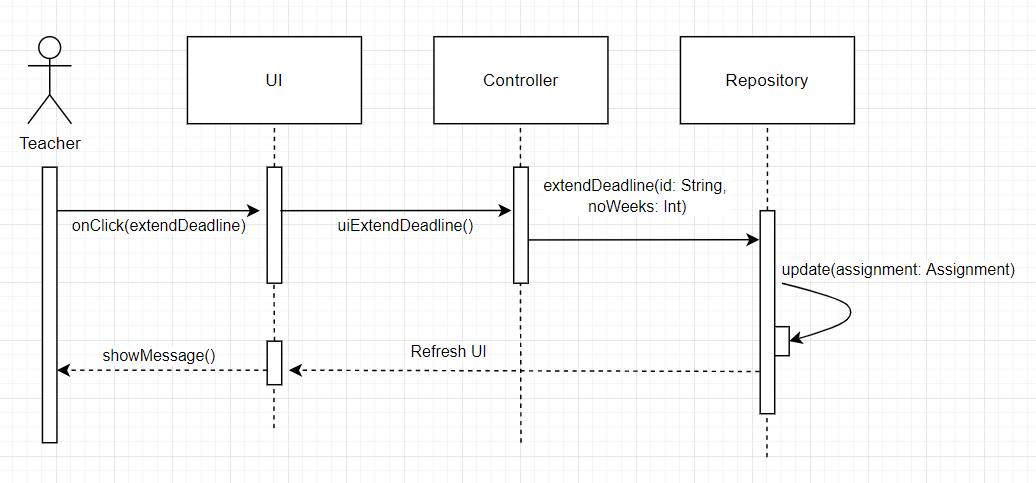 UI
Controller
Repository
Teacher
extendDeadline(id: String,
noWeeks: Int)
onClick(extendDeadline)
uiExtendDeadline()
update(assignment: Assignment)
showMessage()
Refresh UI